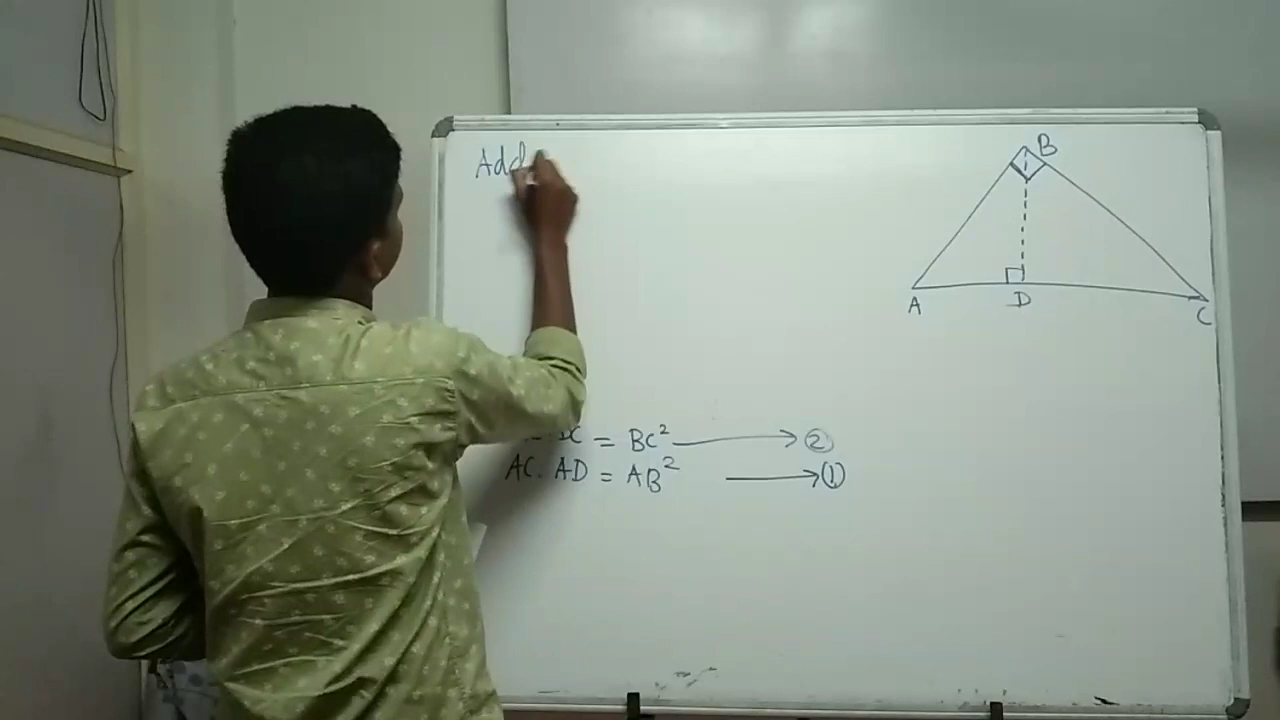 Add
B
A
D
C
= BC² → ②
AC. AD = AB² → ①